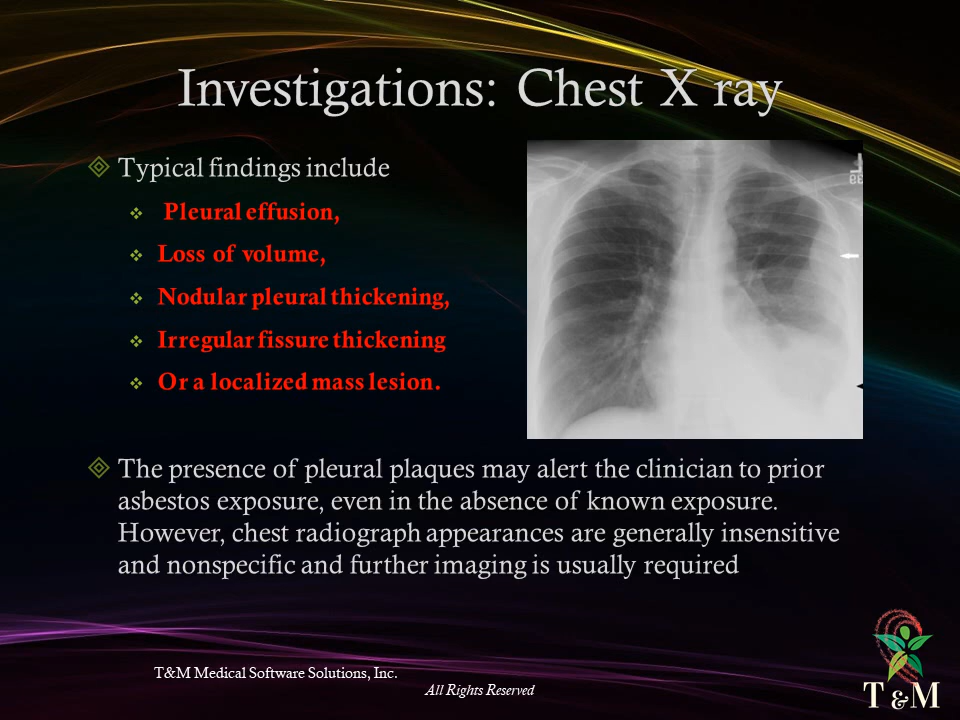 Investigations: Chest X ray
Typical findings include
Pleural effusion,
Loss of volume,
Nodular pleural thickening,
Irregular fissure thickening
Or a localized mass lesion.
The presence of pleural plaques may alert the clinician to prior
asbestos exposure, even in the absence of known exposure.
However, chest radiograph appearances are generally insensitive
and nonspecific and further imaging is usually required
T&M Medical Software Solutions, Inc.
All Rights Reserved
T & M